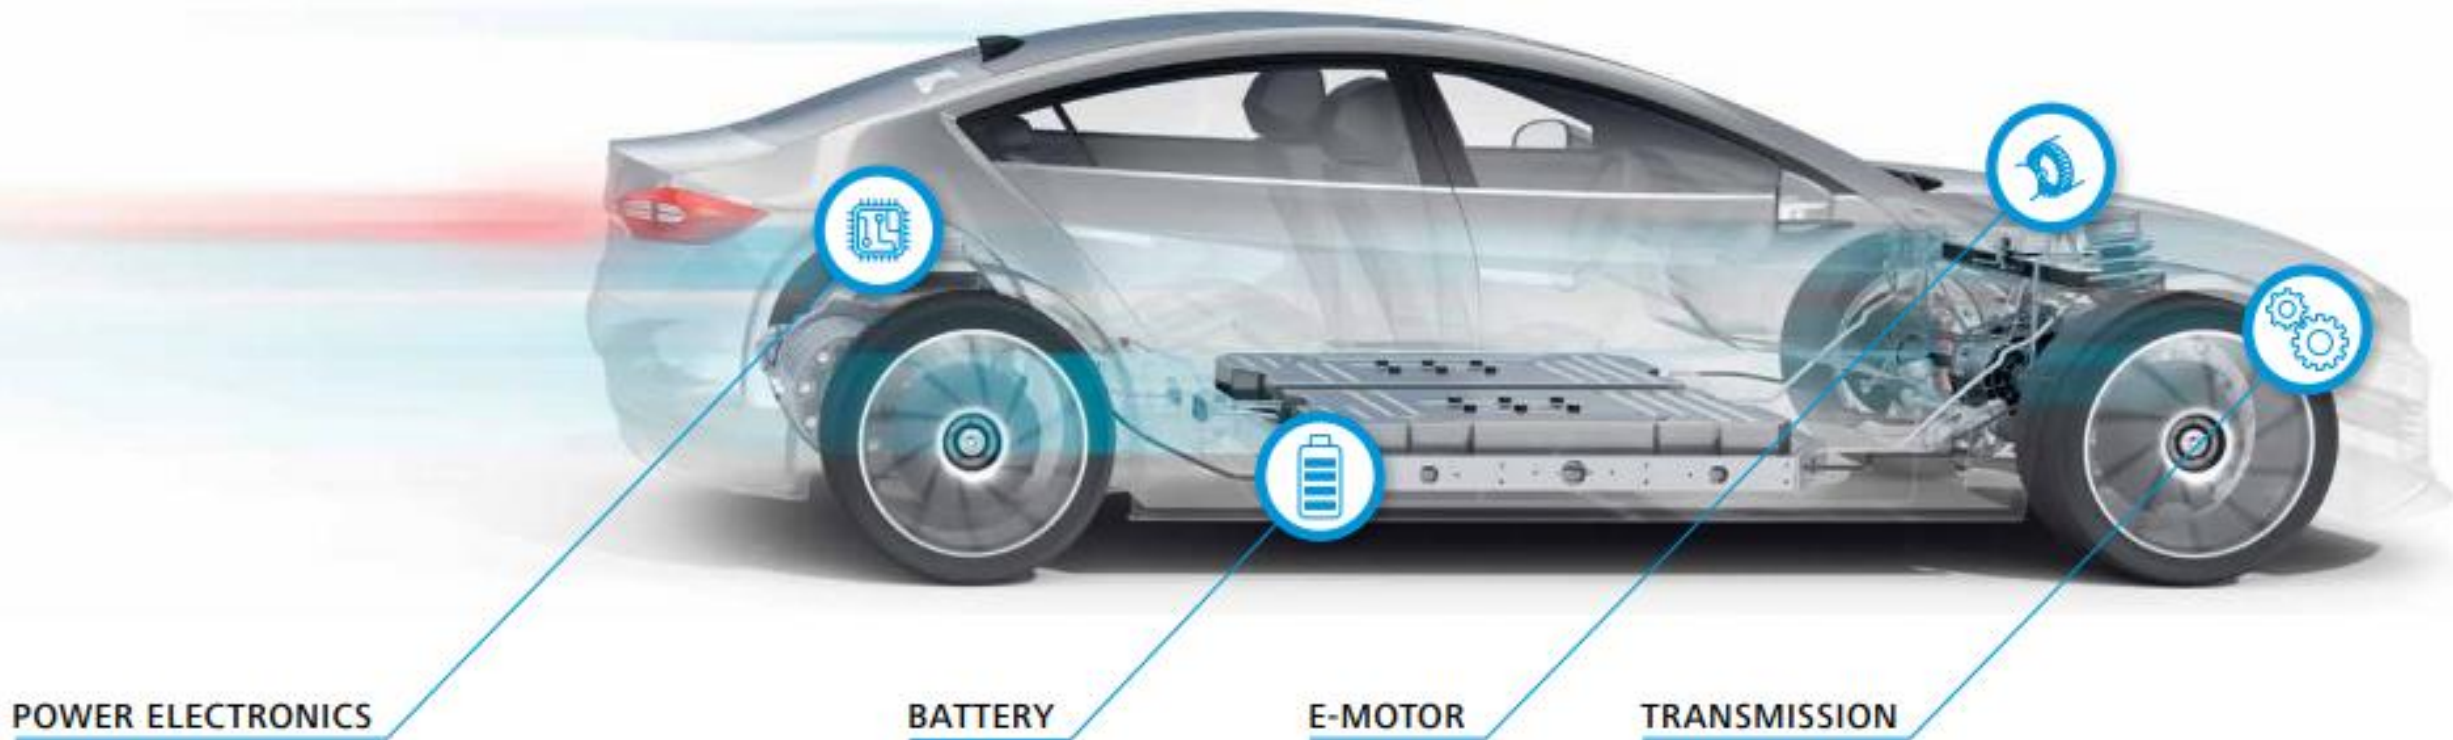 POWER ELECTRONICS
BATTERY
E-MOTOR
TRANSMISSION